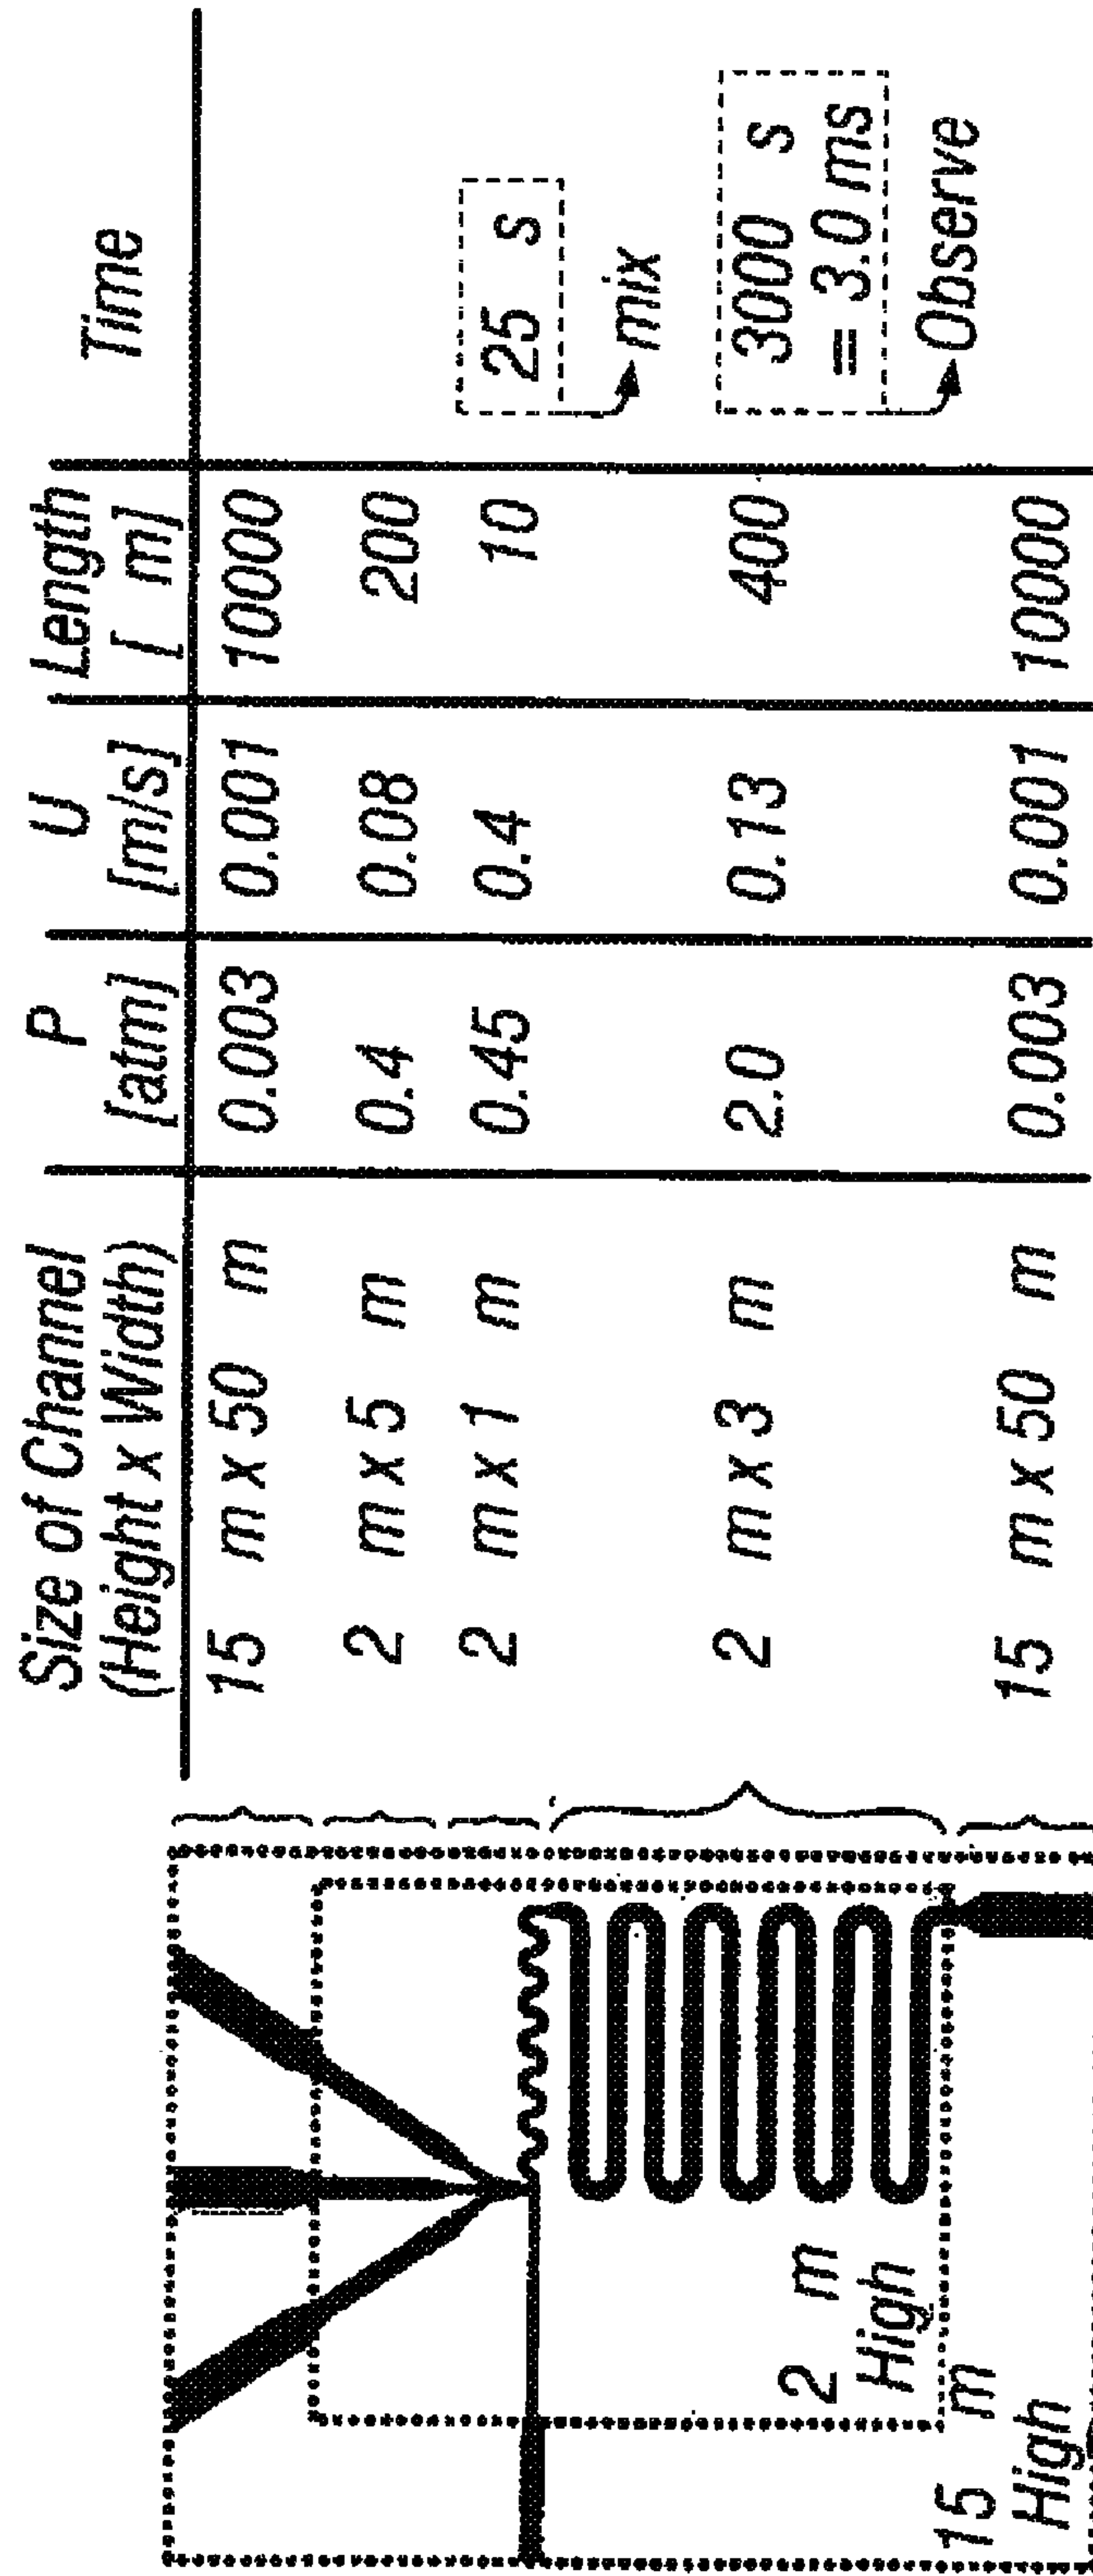 Size of Channel
(Height x Width)
P
[atm]
U
[m/s]
Length
[ m]
Time
15 m x 50 m
0.003
0.001
10000
2 m x 5 m
0.4
0.08
200
2 m x 1 m
0.45
0.4
10
25 s
mix
2 m x 3 m
2.0
0.13
400
3000 s
= 3.0 ms
Observe
15 m x 50 m
0.003
0.001
10000
2 m
High
15 m
High